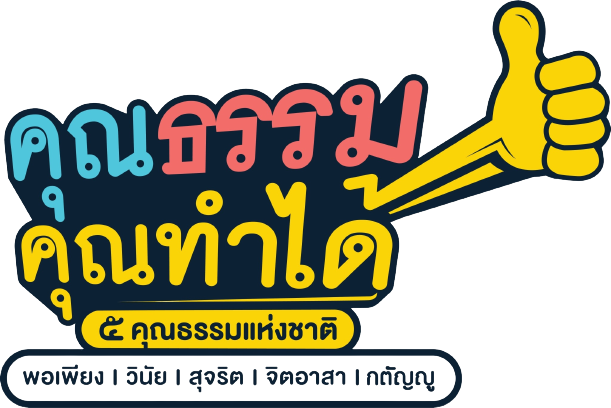 คุณธรรม
คุณทำได้
๕ คุณธรรมแห่งชาติ
พอเพียง | วินัย | สุจริต | จิตอาสา | กตัญญู